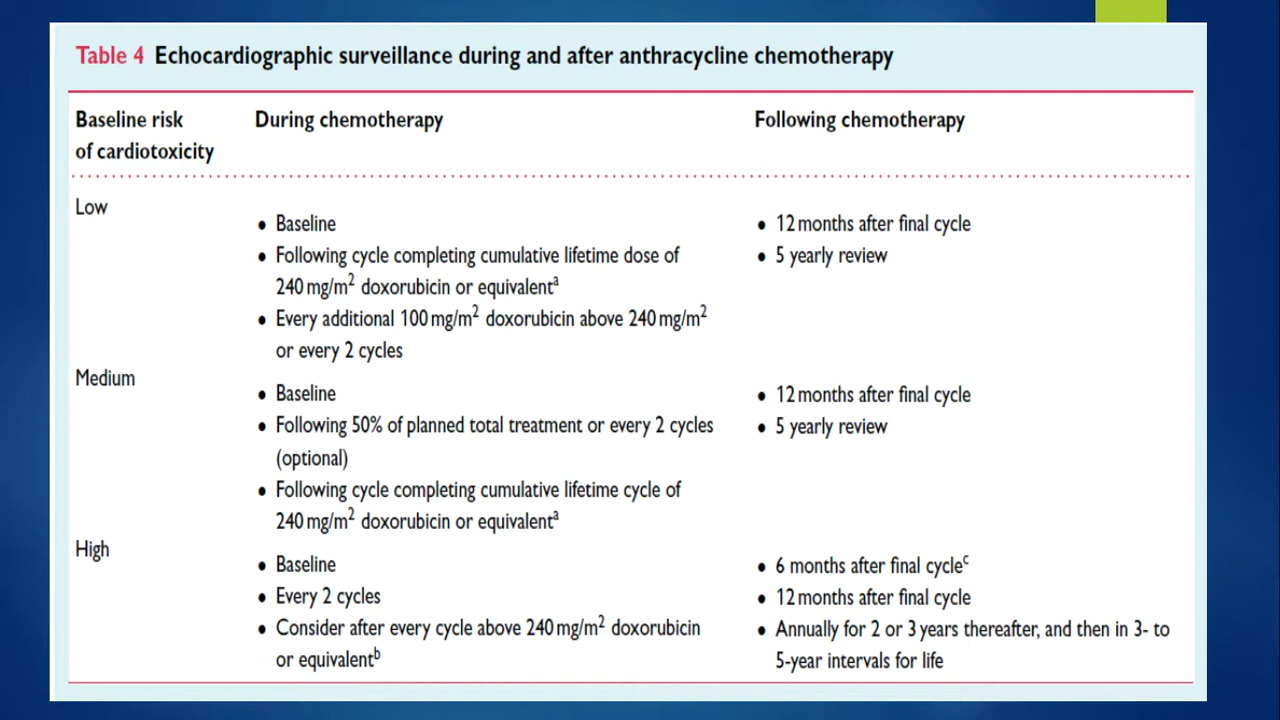 Table 4 Echocardiographic surveillance during and after anthracycline chemotherapy
Baseline risk of cardiotoxicity
During chemotherapy
Following chemotherapy
Low
• Baseline
• Following cycle completing cumulative lifetime dose of
240 mg/m² doxorubicin or equivalentᵃ
• Every additional 100 mg/m² doxorubicin above 240 mg/m²
or every 2 cycles
• 12 months after final cycle
• 5 yearly review
Medium
• Baseline
• Following 50% of planned total treatment or every 2 cycles
(optional)
• Following cycle completing cumulative lifetime cycle of
240 mg/m² doxorubicin or equivalentᵃ
• 12 months after final cycle
• 5 yearly review
High
• Baseline
• Every 2 cycles
• Consider after every cycle above 240 mg/m² doxorubicin
or equivalentᵇ
• 6 months after final cycleᶜ
• 12 months after final cycle
• Annually for 2 or 3 years thereafter, and then in 3- to
5-year intervals for life